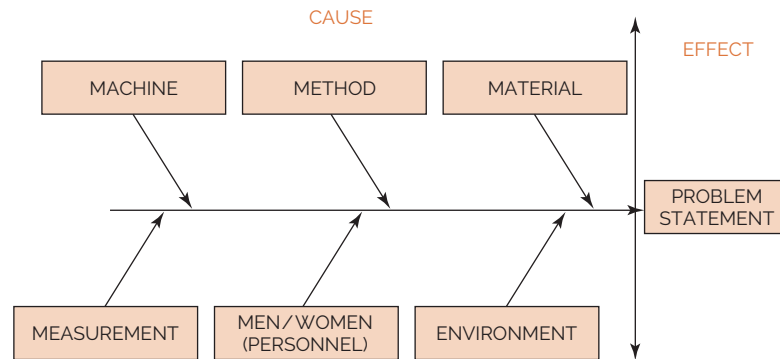 CAUSE
EFFECT
MACHINE
METHOD
MATERIAL
PROBLEM
STATEMENT
MEASUREMENT
MEN/WOMEN
(PERSONNEL)
ENVIRONMENT